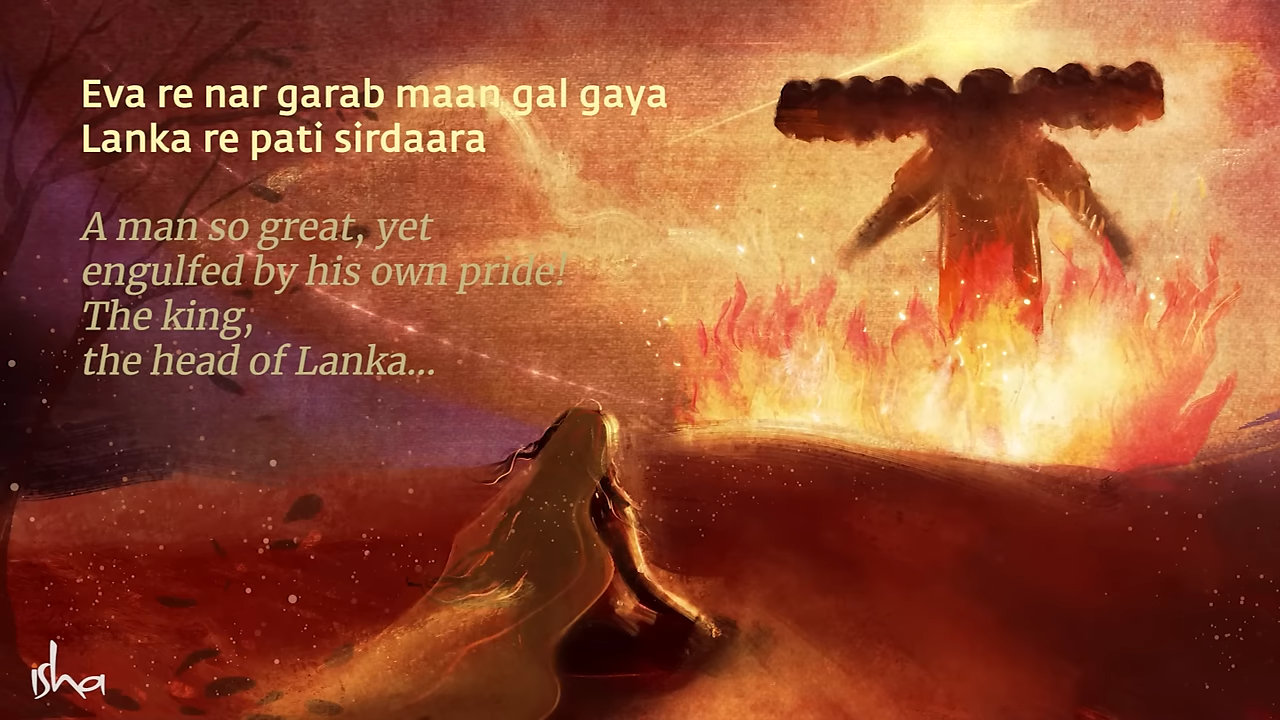 Eva re nar garab maan gal gaya
Lanka re pati sirdaara
A man so great, yet
engulfed by his own pride!
The king,
the head of Lanka...
isha